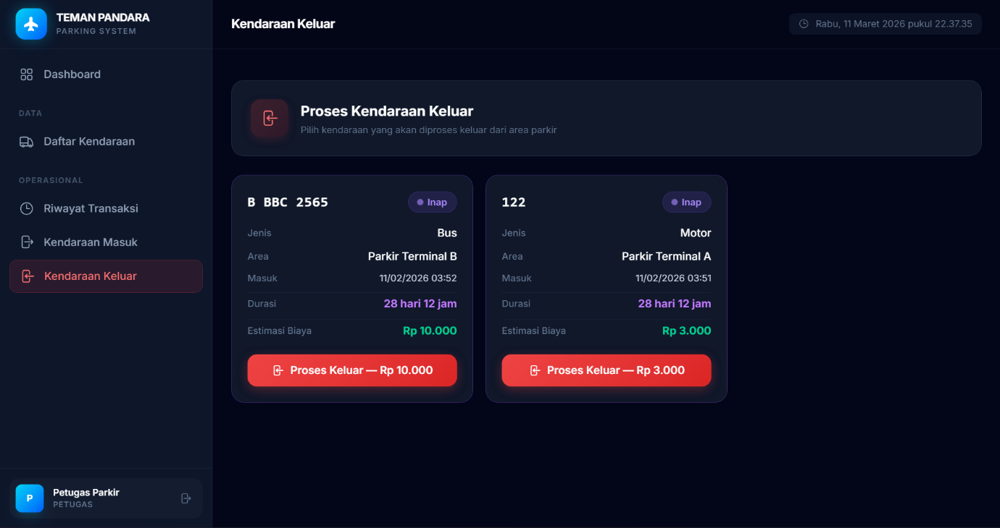 TEMAN PANDARA
PARKING SYSTEM
Dashboard
DATA
Daftar Kendaraan
OPERASIONAL
Riwayat Transaksi
Kendaraan Masuk
Kendaraan Keluar
P
Petugas Parkir
PETUGAS
Kendaraan Keluar
Rabu, 11 Maret 2026 pukul 22.37.35
Proses Kendaraan Keluar
Pilih kendaraan yang akan diproses keluar dari area parkir
B BBC 2565
Inap
Jenis Bus
Area Parkir Terminal B
Masuk 11/02/2026 03:52
Durasi 28 hari 12 jam
Estimasi Biaya Rp 10.000
Proses Keluar — Rp 10.000
122
Inap
Jenis Motor
Area Parkir Terminal A
Masuk 11/02/2026 03:51
Durasi 28 hari 12 jam
Estimasi Biaya Rp 3.000
Proses Keluar — Rp 3.000